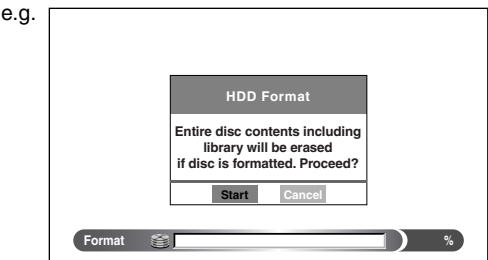 e.g.
HDD Format
Entire disc contents including
library will be erased
if disc is formatted. Proceed?
Start Cancel
Format %